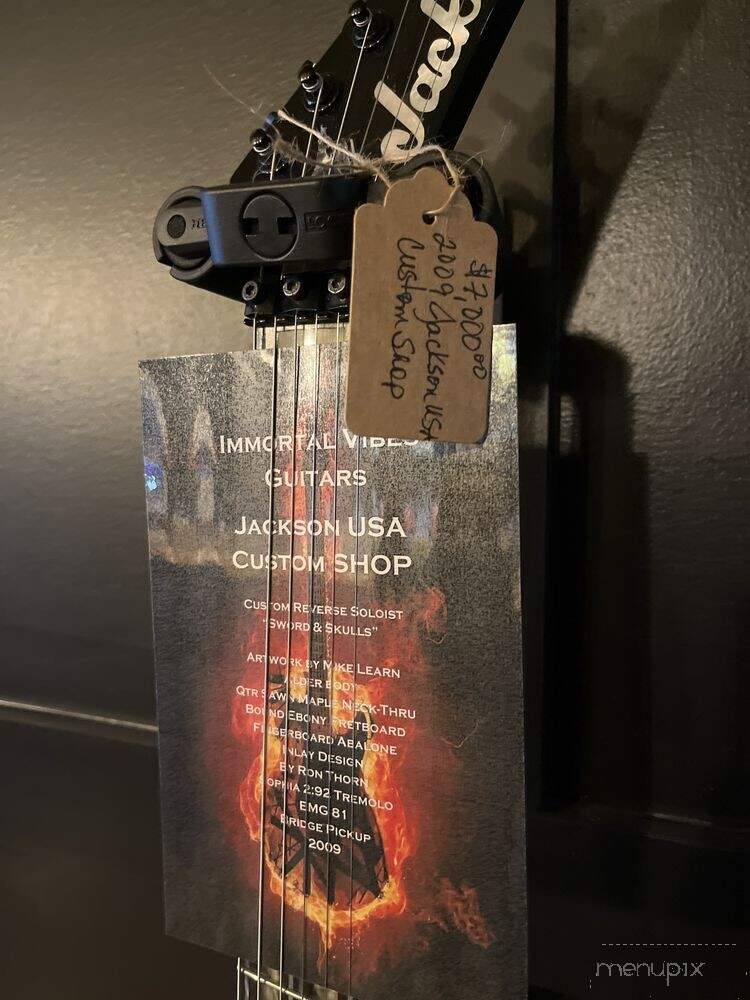 Jack
$7,000.00
2009 Jackson USA
Custom Shop
IMMORTAL VIBES
GUITARS
JACKSON USA
CUSTOM SHOP
CUSTOM REVERSE SOLOIST
"SWORD & SKULLS"
ARTWORK BY MIKE LEARN
ALDER BODY
QTR SAWN MAPLE NECK-THRU
BOUND EBONY FRETBOARD
FINGERBOARD ABALONE
INLAY DESIGN
BY RON THORN
OPHIA 2:92 TREMOLO
EMG 81
BRIDGE PICKUP
2009
menupix